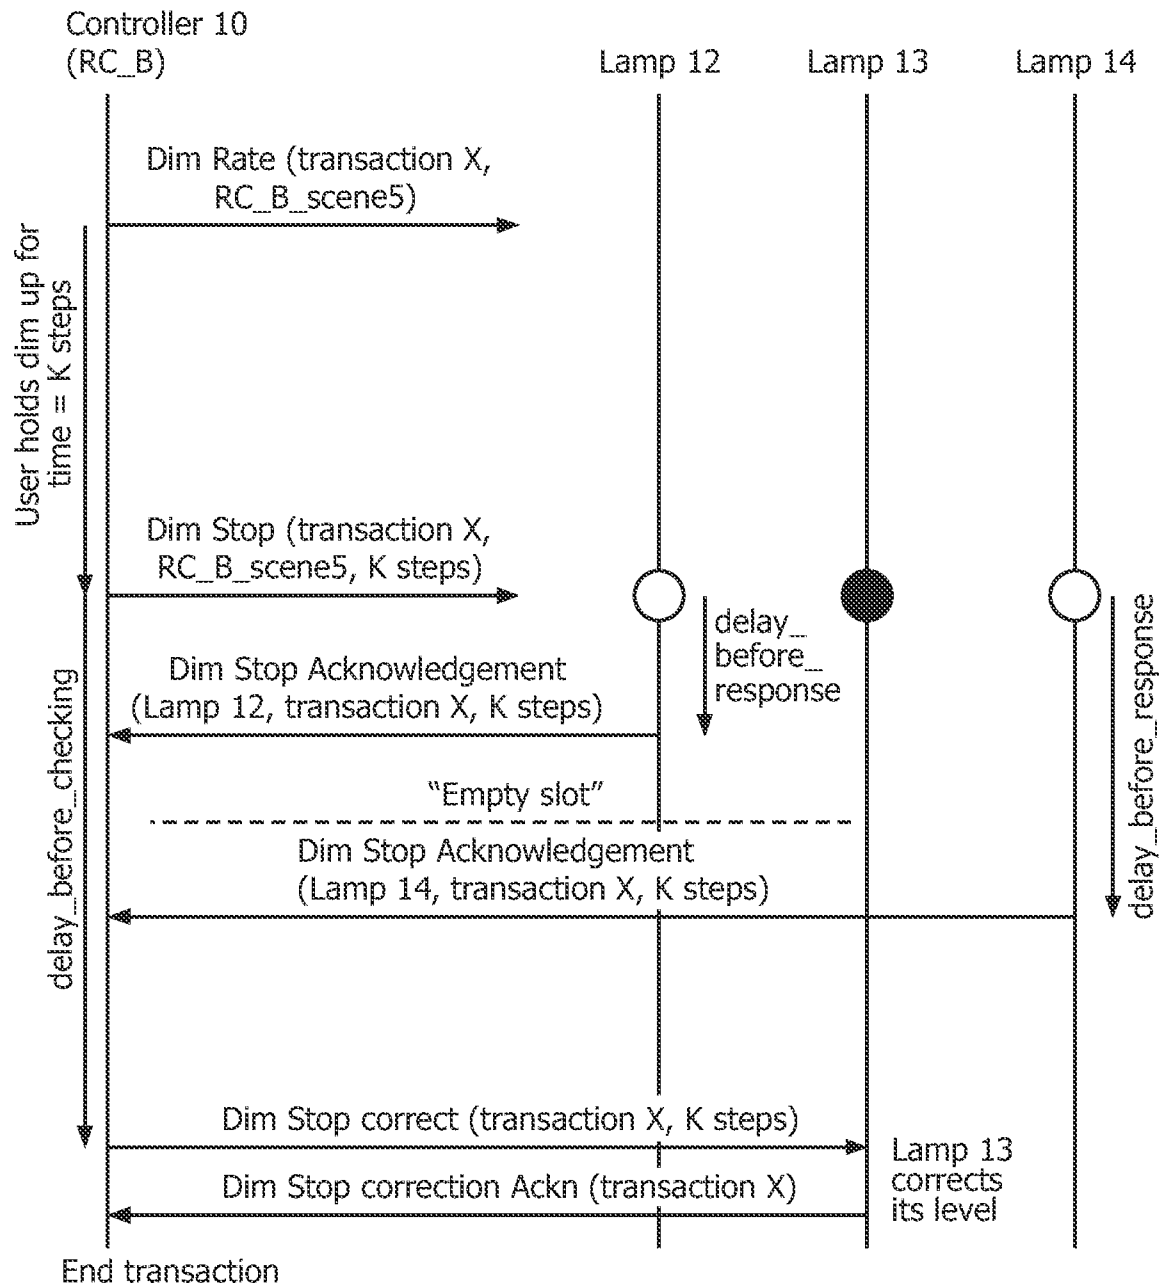 Controller 10
(RC_B)
Lamp 12
Lamp 13
Lamp 14
Dim Rate (transaction X,
RC_B_scene5)
User holds dim up for
time = K steps
Dim Stop (transaction X,
RC_B_scene5, K steps)
delay_
before_
response
delay_before_response
Dim Stop Acknowledgement
(Lamp 12, transaction X, K steps)
delay_before_checking
“Empty slot”
Dim Stop Acknowledgement
(Lamp 14, transaction X, K steps)
Dim Stop correct (transaction X, K steps)
Lamp 13
corrects
its level
Dim Stop correction Ackn (transaction X)
End transaction